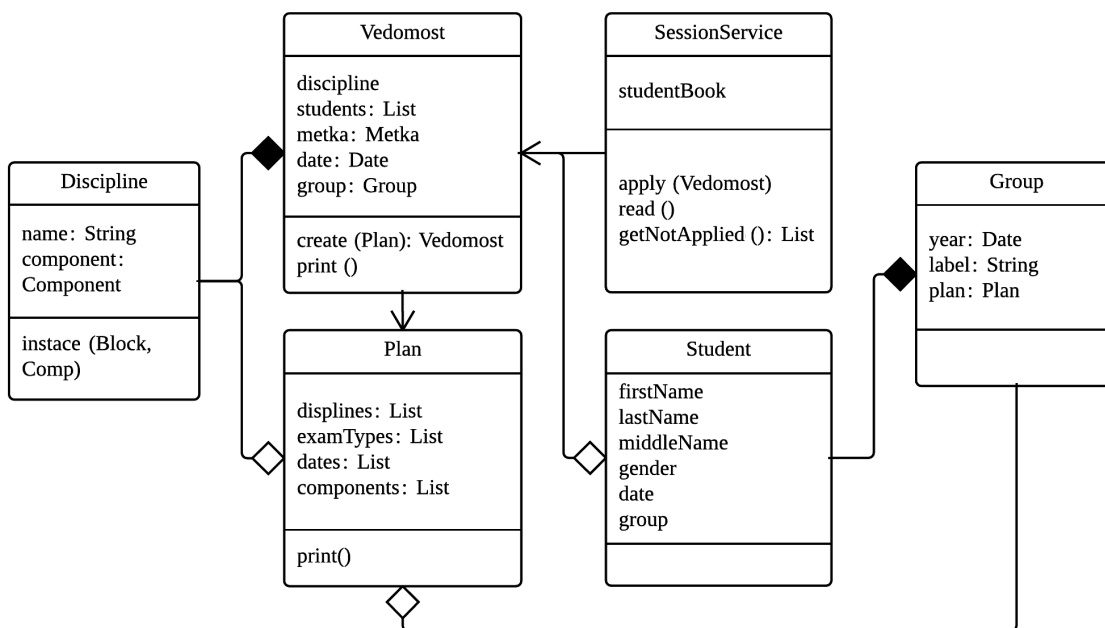 Vedomost
discipline
students: List
metka: Metka
date: Date
group: Group
create (Plan): Vedomost
print ()
SessionService
studentBook
apply (Vedomost)
read ()
getNotApplied (): List
Discipline
name: String
component:
Component
instace (Block,
Comp)
Group
year: Date
label: String
plan: Plan
Plan
displines: List
examTypes: List
dates: List
components: List
print()
Student
firstName
lastName
middleName
gender
date
group